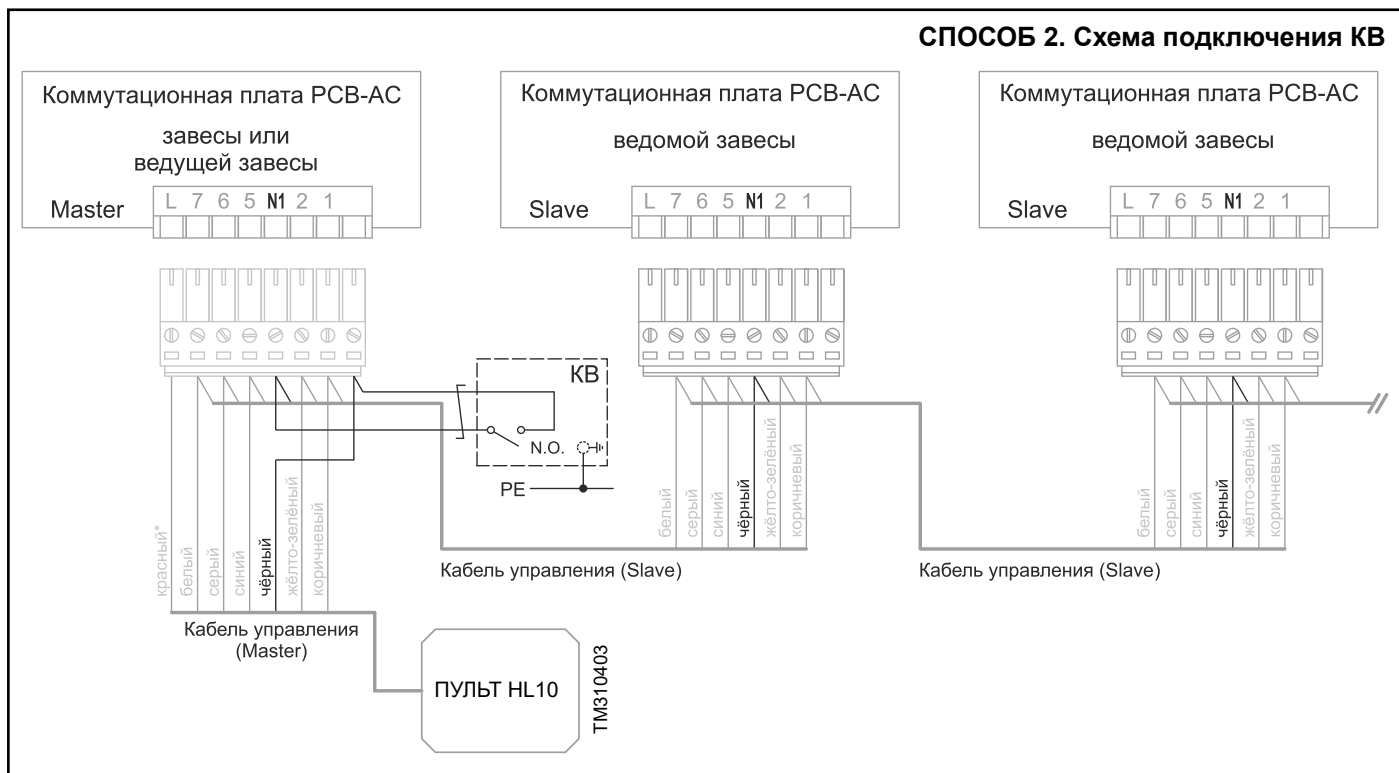 СПОСОБ 2. Схема подключения КВ
Коммутационная плата PCB-AC
завесы или
ведущей завесы
Master
L 7 6 5 N1 2 1
Коммутационная плата PCB-AC
ведомой завесы
Slave
L 7 6 5 N1 2 1
Коммутационная плата PCB-AC
ведомой завесы
Slave
L 7 6 5 N1 2 1
КВ
N.O.
PE
красный*
белый
серый
синий
чёрный
жёлто-зелёный
коричневый
белый
серый
синий
чёрный
жёлто-зелёный
коричневый
белый
серый
синий
чёрный
жёлто-зелёный
коричневый
Кабель управления (Slave)
Кабель управления (Slave)
Кабель управления
(Master)
ПУЛЬТ HL10
TM310403